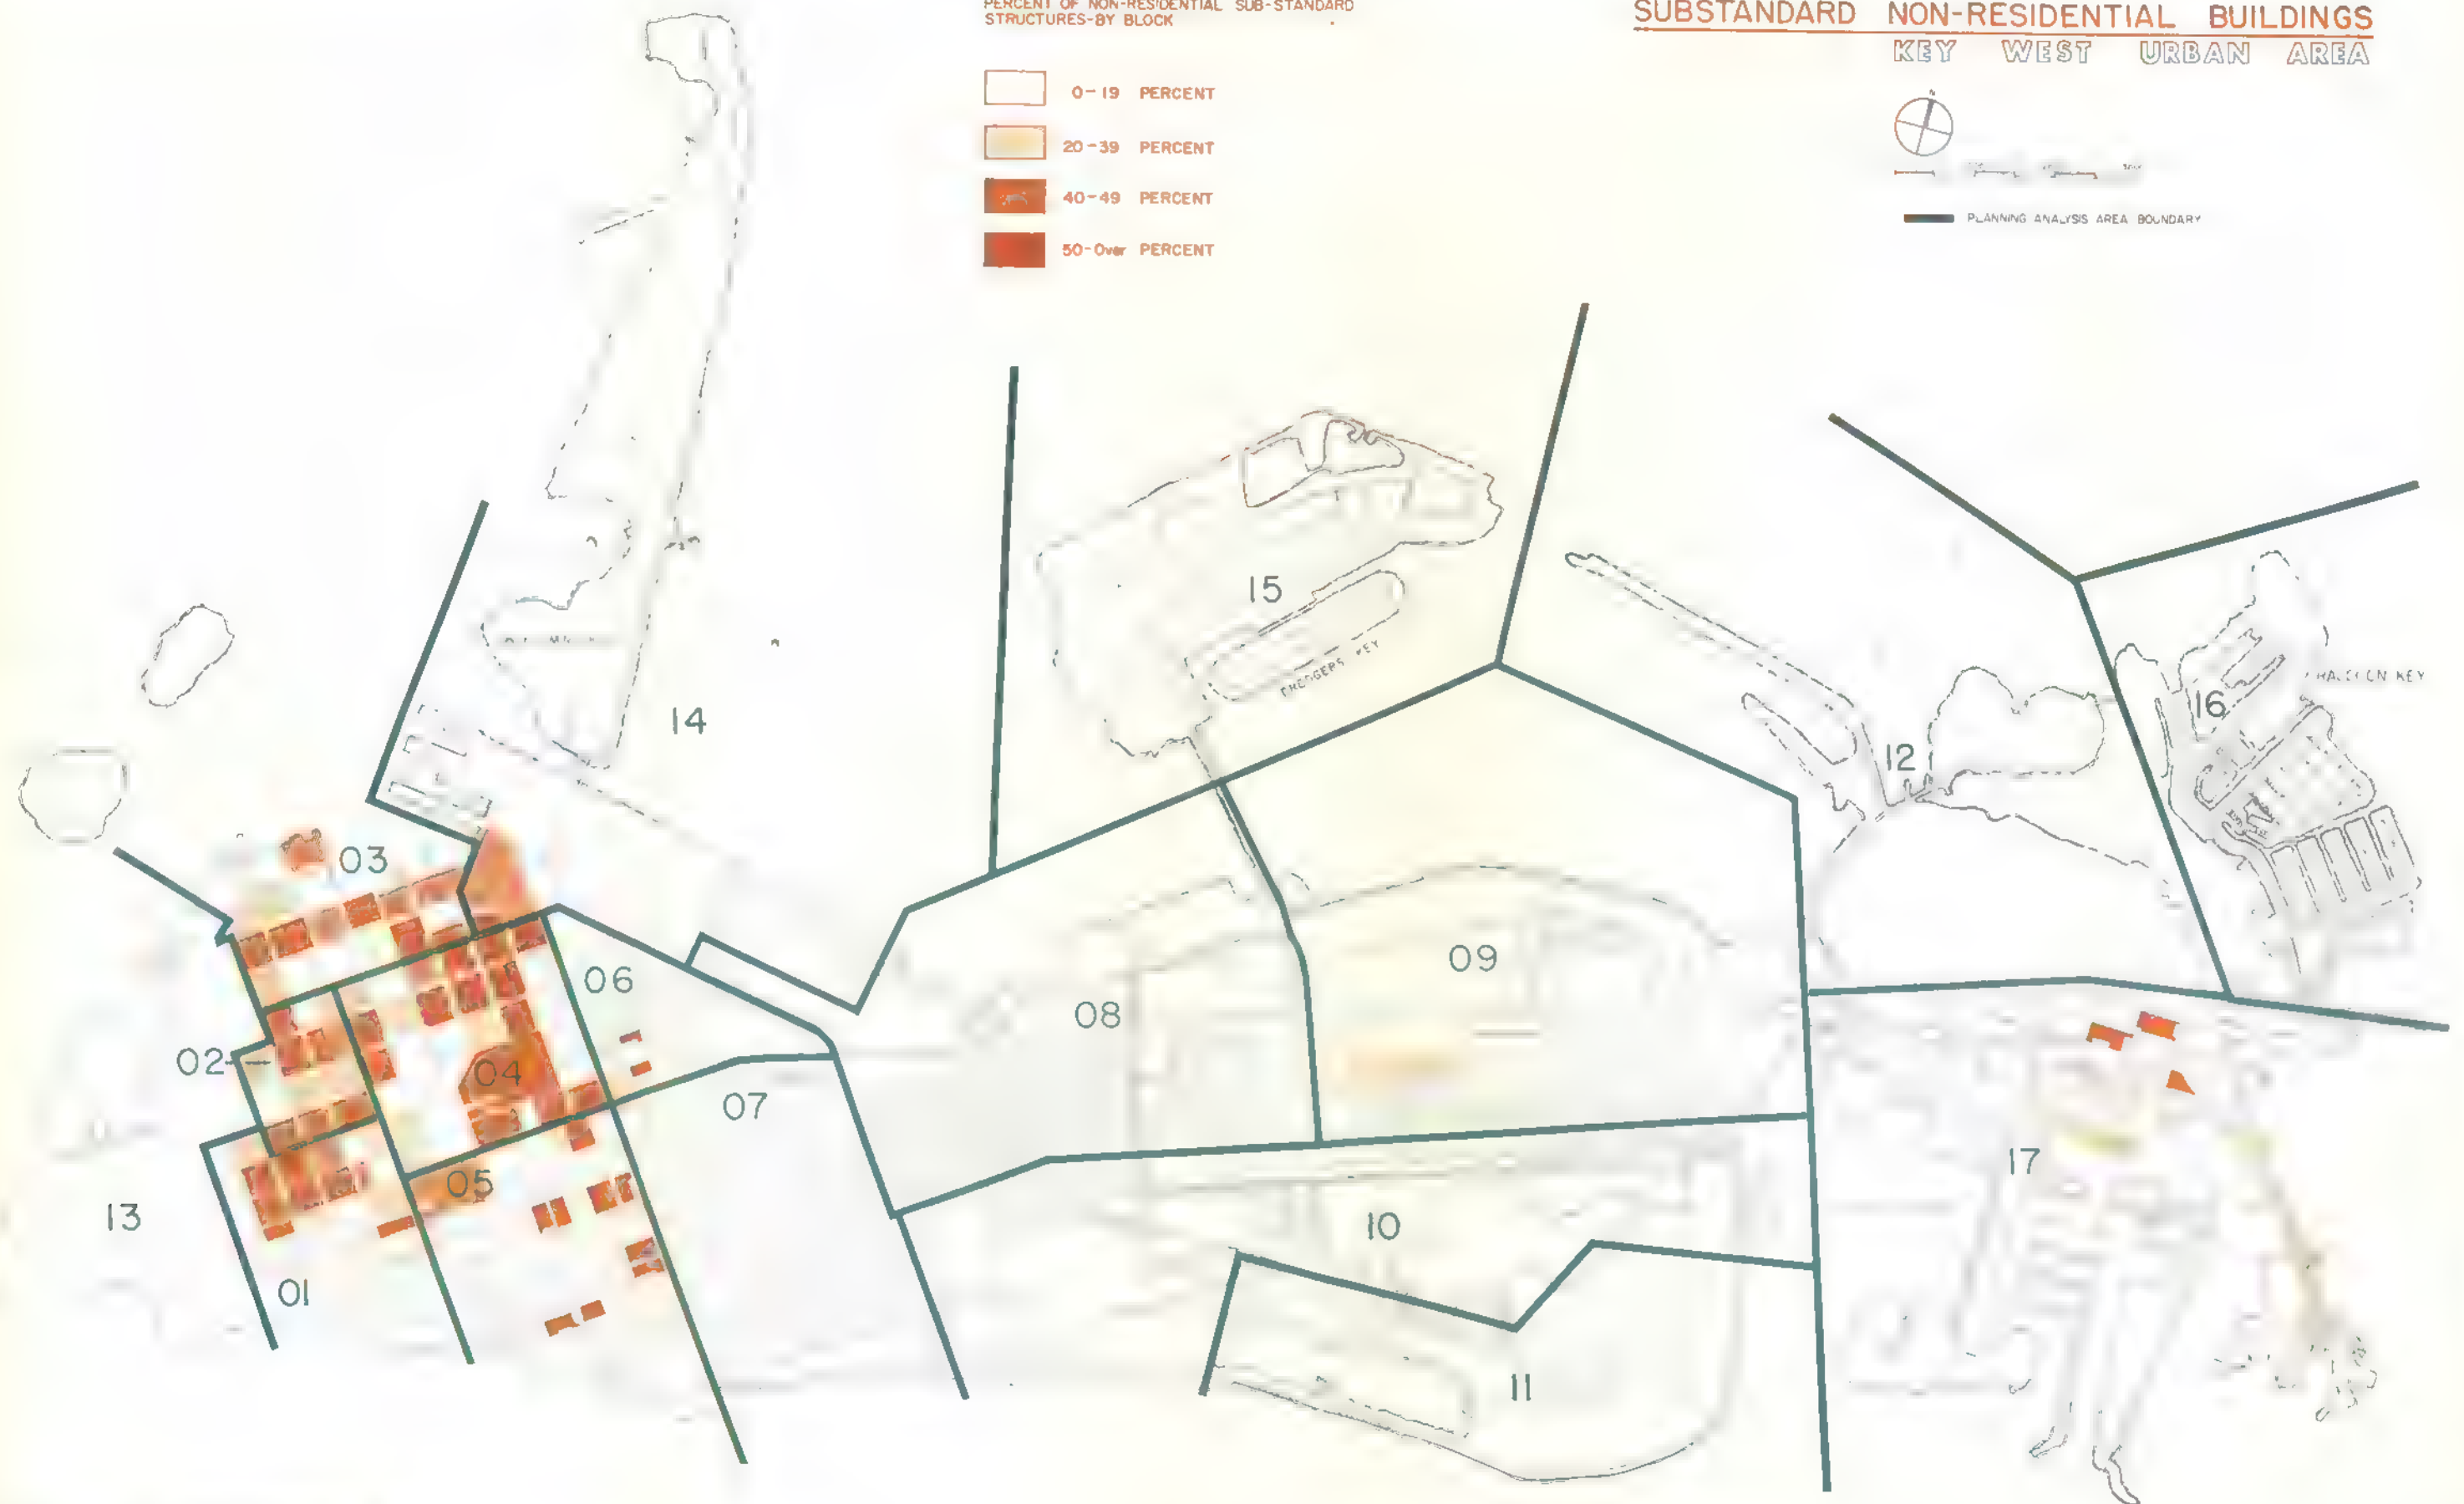 PERCENT OF NON-RESIDENTIAL SUB-STANDARD
STRUCTURES-BY BLOCK
0-19 PERCENT
20-39 PERCENT
40-49 PERCENT
50-Over PERCENT
SUBSTANDARD NON-RESIDENTIAL BUILDINGS
KEY WEST URBAN AREA
N
PLANNING ANALYSIS AREA BOUNDARY
15
DREDGERS KEY
14
16
KEY
12
03
06
09
08
02
04
07
17
05
13
10
01
11